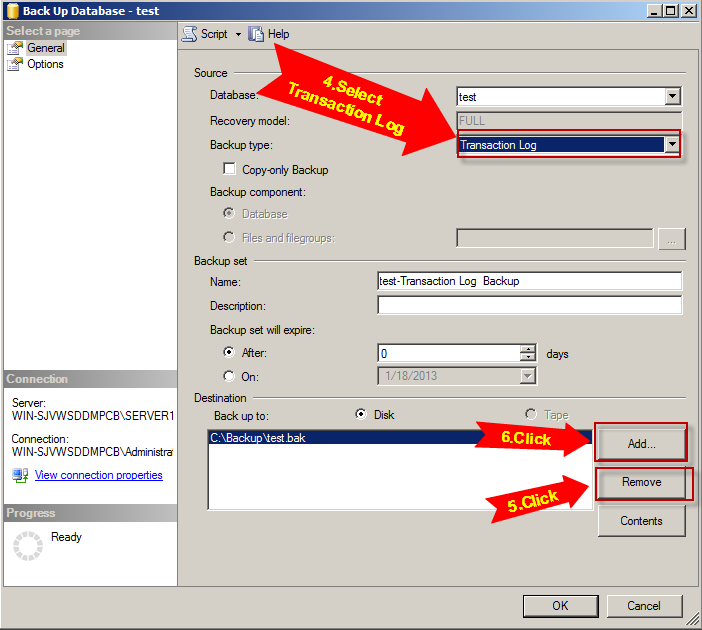 Back Up Database - test
Select a page
General
Options
Script
Help
4.Select
Transaction Log
Source
Database:
test
Recovery model:
FULL
Backup type:
Transaction Log
Copy-only Backup
Backup component:
Database
Files and filegroups:
...
Backup set
Name:
test-Transaction Log Backup
Description:
Backup set will expire:
After:
0
days
On:
1/18/2013
Destination
Back up to:
Disk
Tape
C:\Backup\test.bak
6.Click
Add...
5.Click
Remove
Contents
Connection
Server:
WIN-SJVWSDDMPCB\SERVER1
Connection:
WIN-SJVWSDDMPCB\Administra
View connection properties
Progress
Ready
OK
Cancel